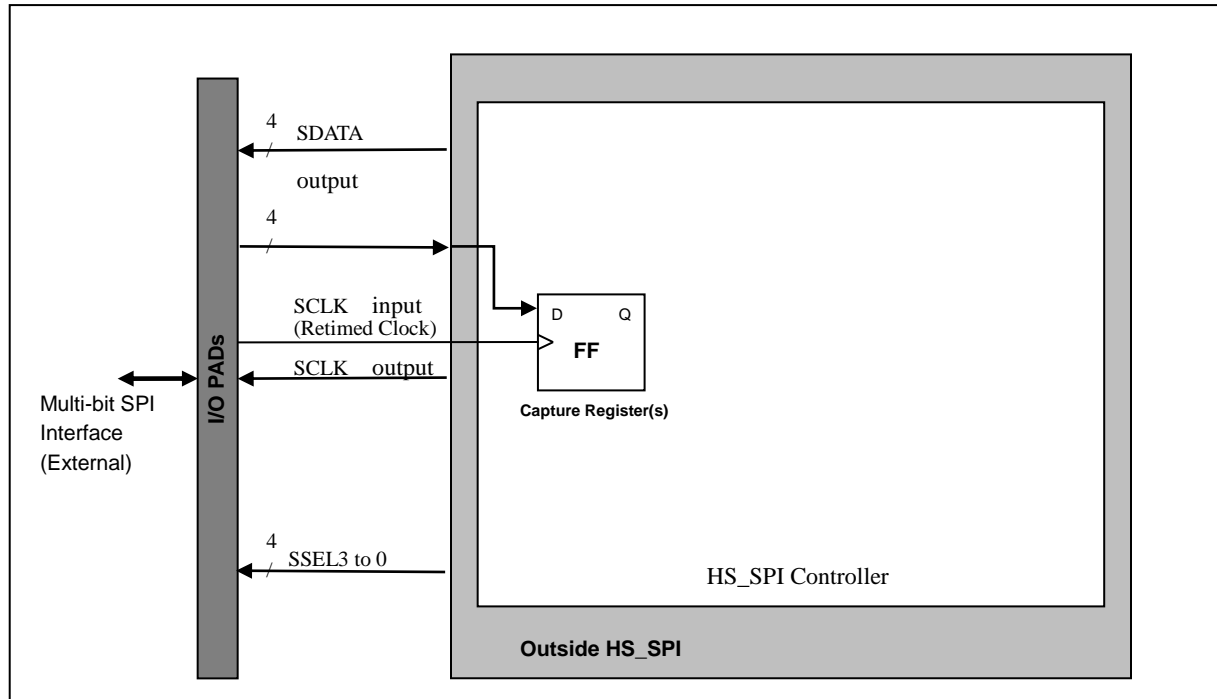 4
SDATA
output
4
SCLK input
(Retimed Clock)
SCLK output
D Q
FF
Capture Register(s)
I/O PADs
Multi-bit SPI
Interface
(External)
4
SSEL3 to 0
HS_SPI Controller
Outside HS_SPI